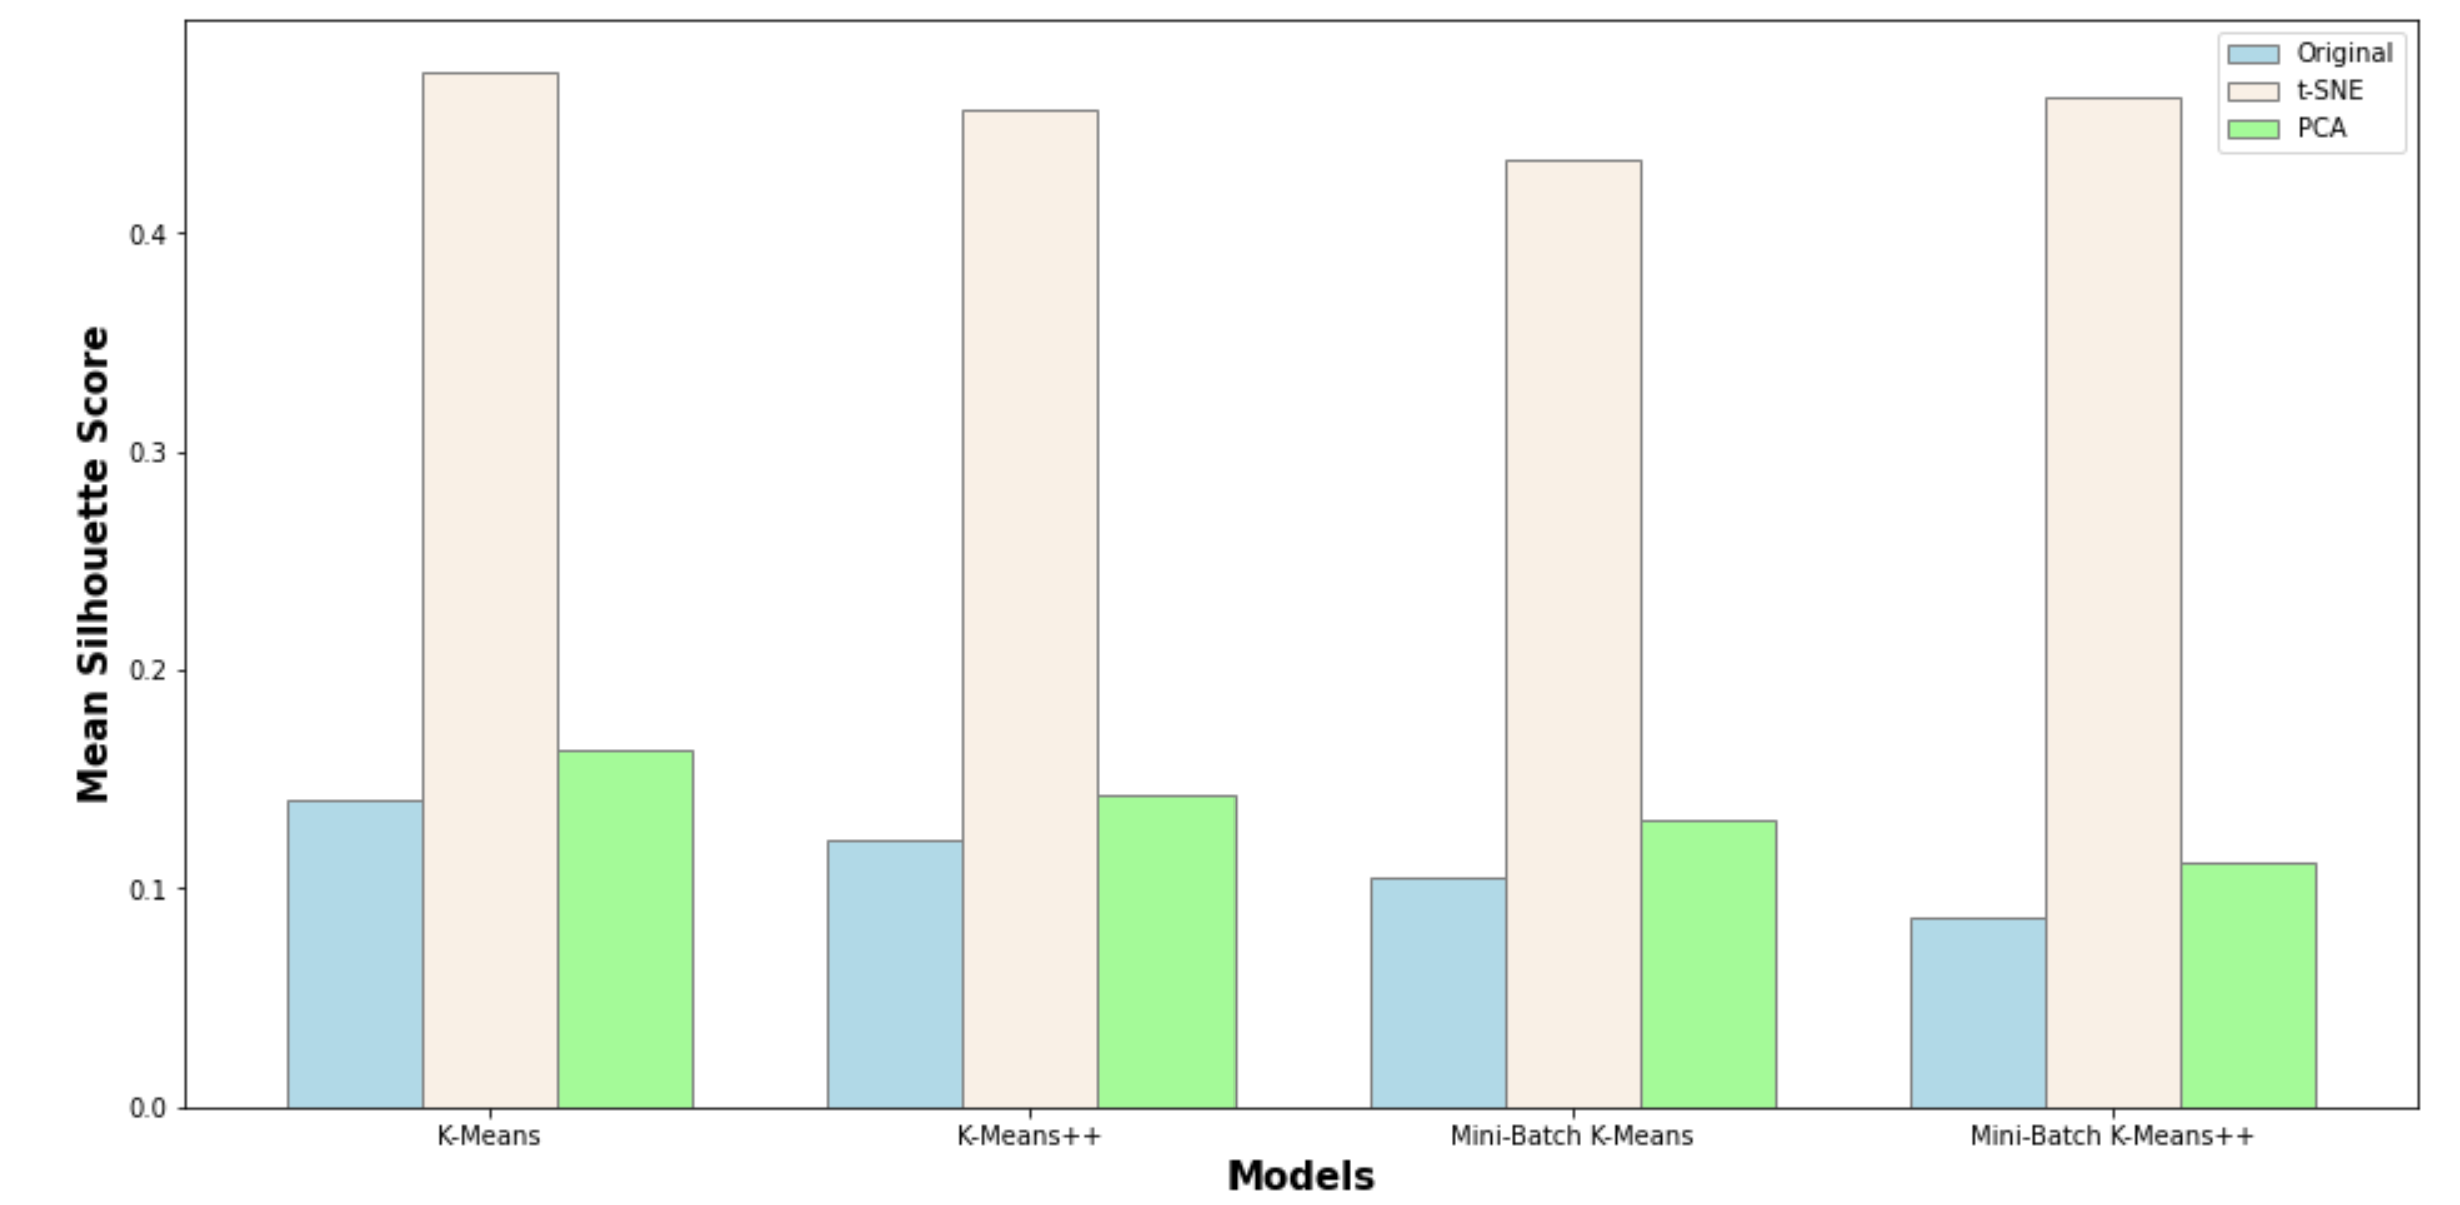 Original
t-SNE
PCA
Mean Silhouette Score
0.4
0.3
0.2
0.1
0.0
K-Means
K-Means++
Mini-Batch K-Means
Mini-Batch K-Means++
Models